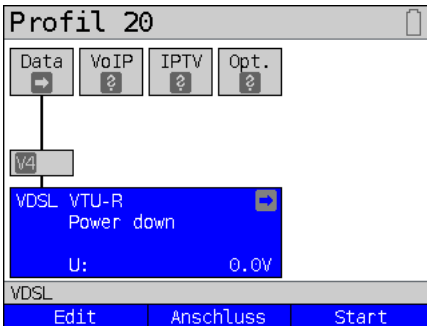 Profil 20
Data VoIP IPTV Opt.
? ? ?
V4
VDSL VTU-R
Power down
U: 0.0V
VDSL
Edit Anschluss Start